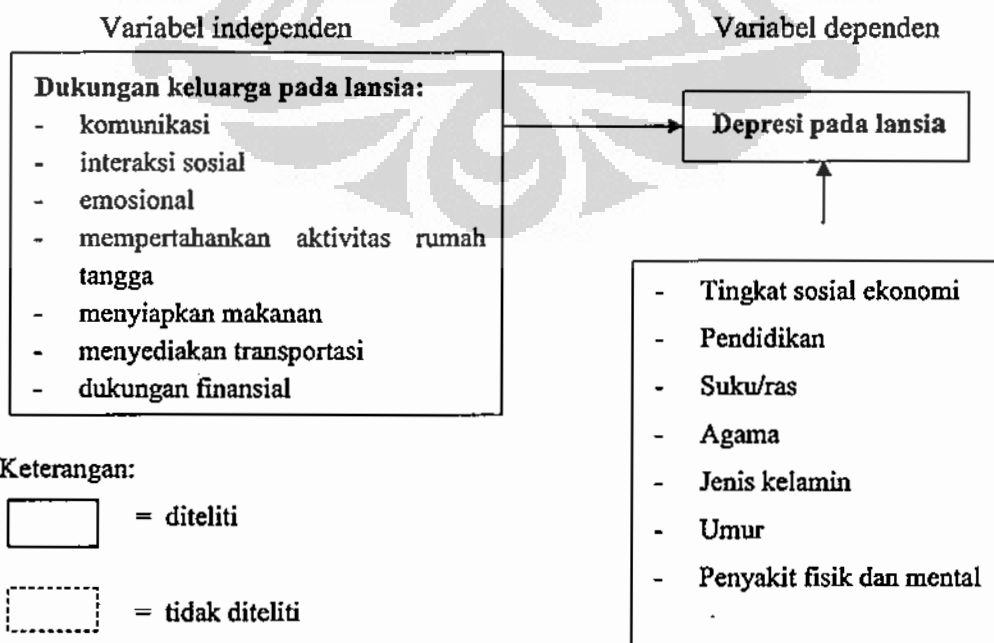 Variabel independen
Variabel dependen
Dukungan keluarga pada lansia:
- komunikasi
- interaksi sosial
- emosional
- mempertahankan aktivitas rumah
tangga
- menyiapkan makanan
- menyediakan transportasi
- dukungan finansial
Depresi pada lansia
- Tingkat sosial ekonomi
- Pendidikan
- Suku/ras
- Agama
- Jenis kelamin
- Umur
- Penyakit fisik dan mental
Keterangan:
= diteliti
= tidak diteliti